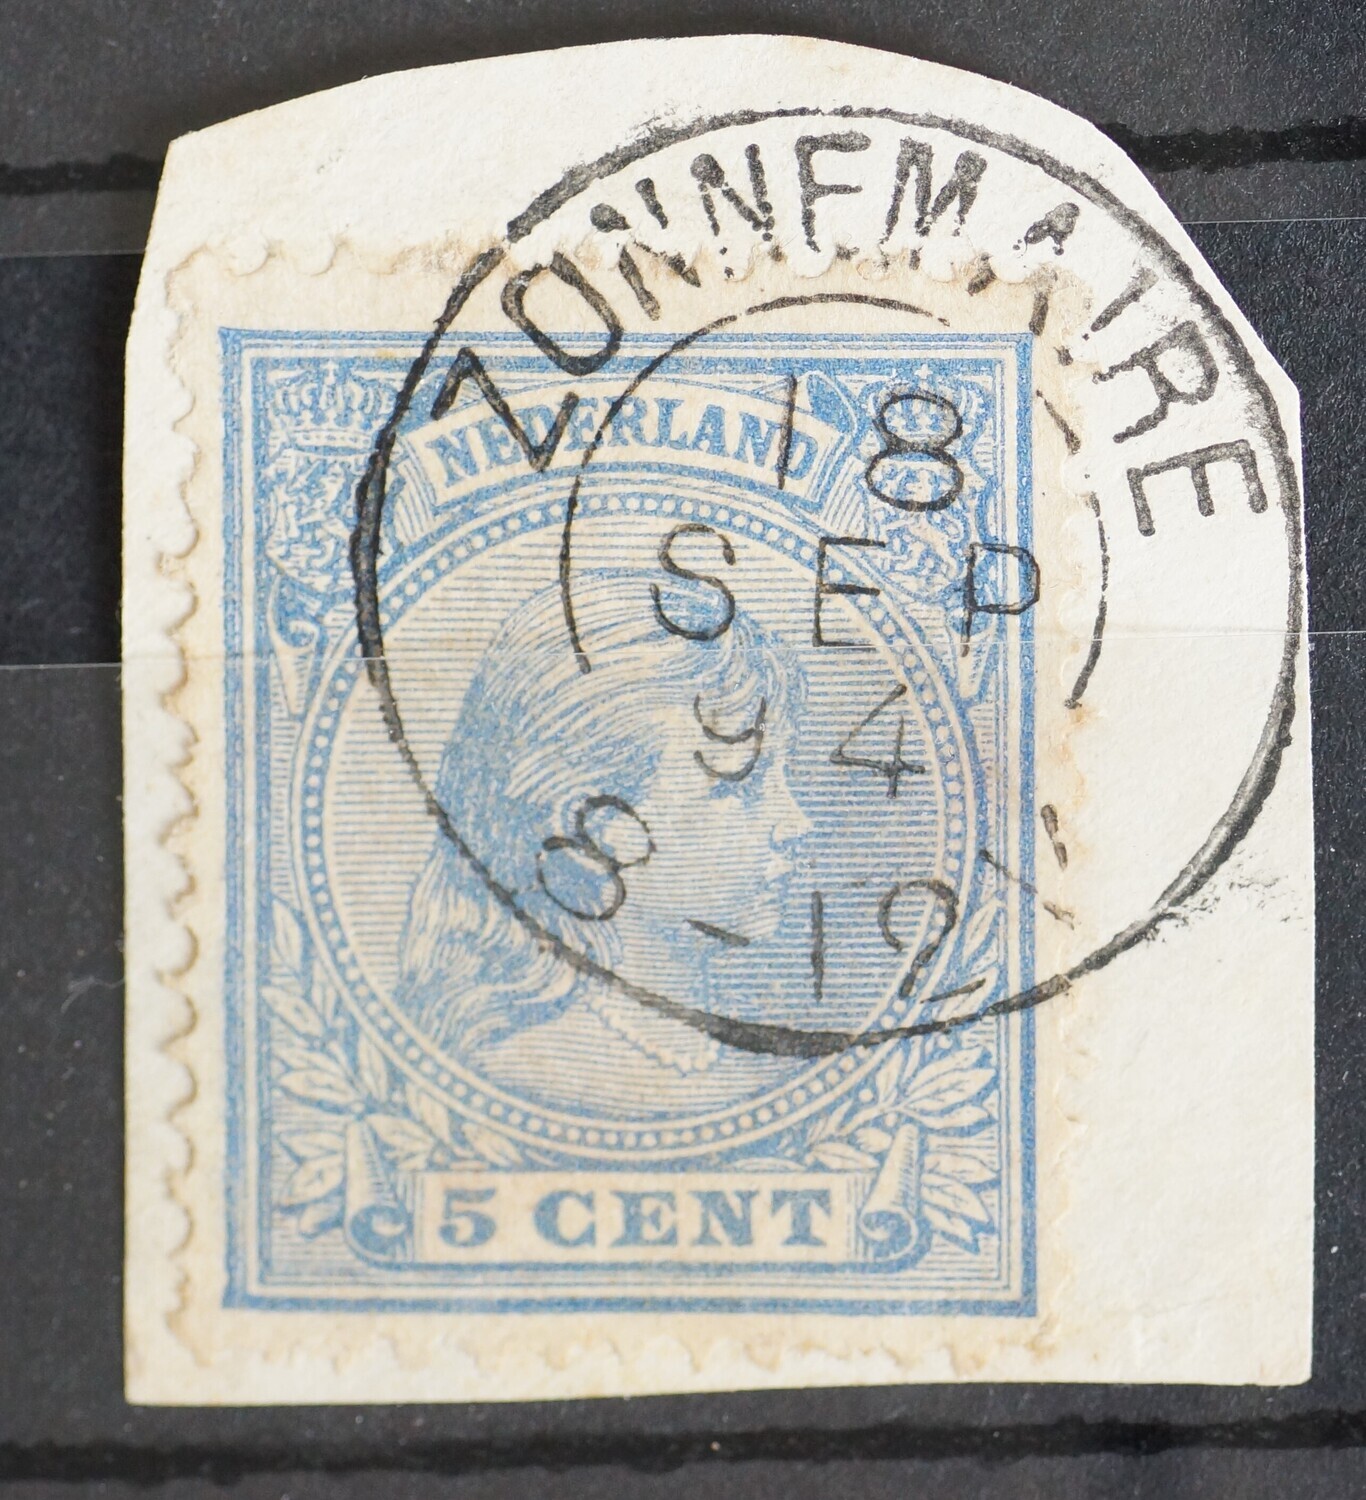 ZONNEMAIRE
NEDERLAND
18
SEP
94
8 - 12 V
5 CENT